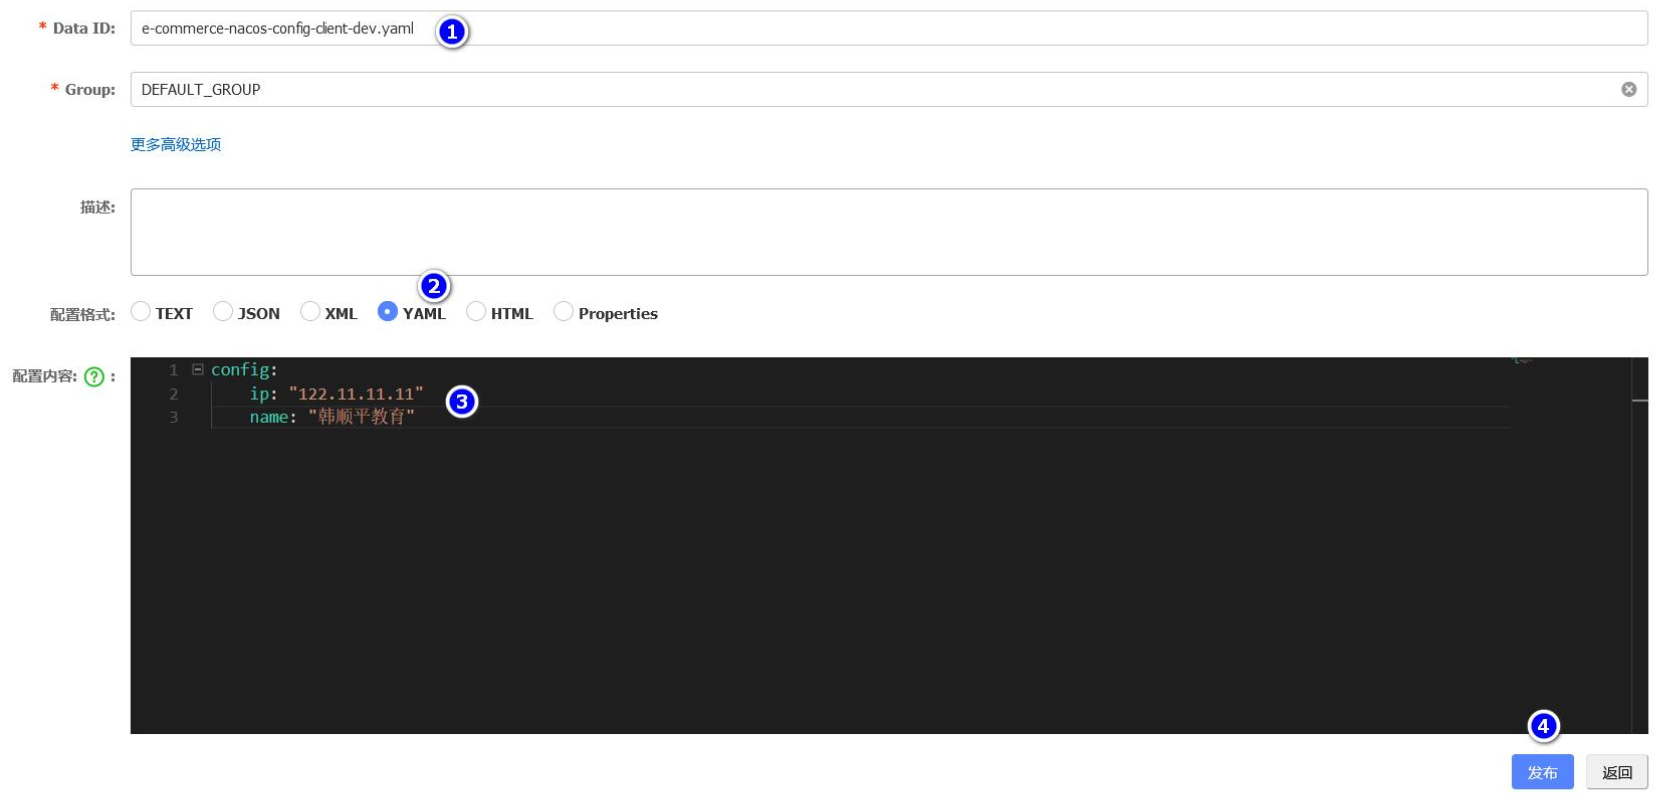 * Data ID: e-commerce-nacos-config-client-dev.yaml 1
* Group: DEFAULT_GROUP
更多高级选项
描述:
2
配置格式: TEXT JSON XML YAML HTML Properties
配置内容: ? :
1 config:
2 ip: "122.11.11.11" 3
3 name: "韩顺平教育"
4
发布 返回